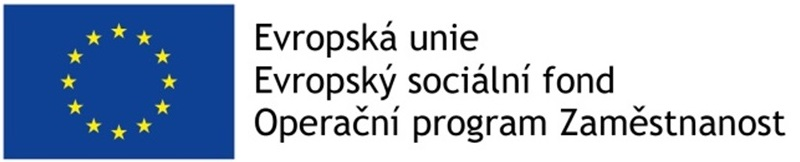 Evropská unie
Evropský sociální fond
Operační program Zaměstnanost